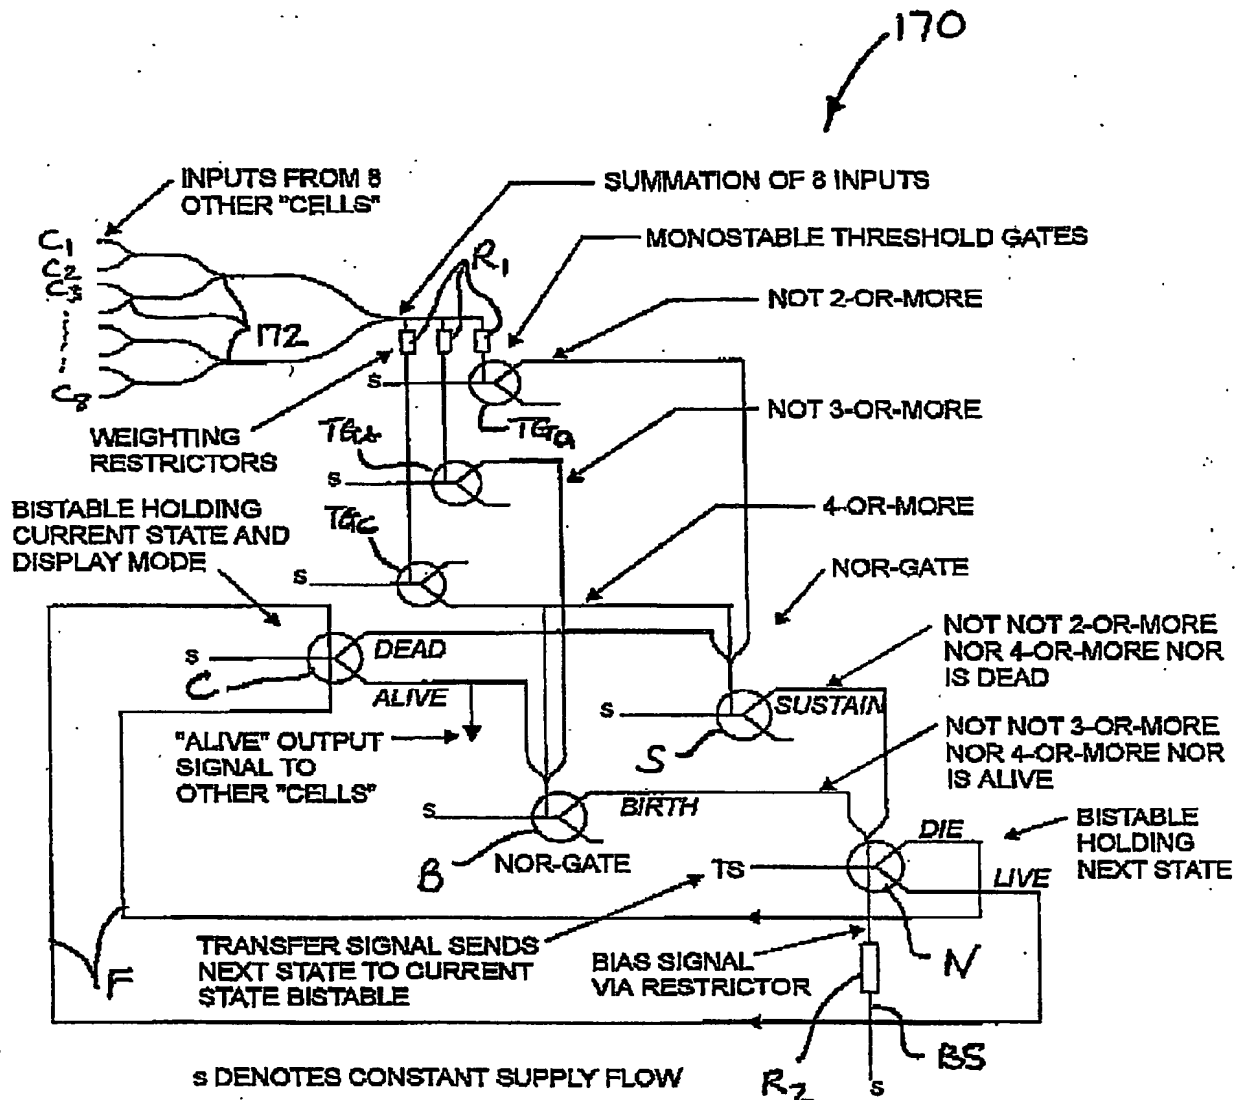 170
INPUTS FROM 8
OTHER "CELLS"
SUMMATION OF 8 INPUTS
MONOSTABLE THRESHOLD GATES
C1
C2
C3
C8
R1
172
NOT 2-OR-MORE
s
TGa
NOT 3-OR-MORE
WEIGHTING
RESTRICTORS
TGb
s
BISTABLE HOLDING
CURRENT STATE AND
DISPLAY MODE
TGc
s
4-OR-MORE
NOR-GATE
NOT NOT 2-OR-MORE
NOR 4-OR-MORE NOR
IS DEAD
s
C
DEAD
ALIVE
s
SUSTAIN
S
"ALIVE" OUTPUT
SIGNAL TO
OTHER "CELLS"
NOT NOT 3-OR-MORE
NOR 4-OR-MORE NOR
IS ALIVE
s
BIRTH
B
NOR-GATE
TS
DIE
LIVE
BISTABLE
HOLDING
NEXT STATE
F
TRANSFER SIGNAL SENDS
NEXT STATE TO CURRENT
STATE BISTABLE
BIAS SIGNAL
VIA RESTRICTOR
N
R2
BS
s
s DENOTES CONSTANT SUPPLY FLOW